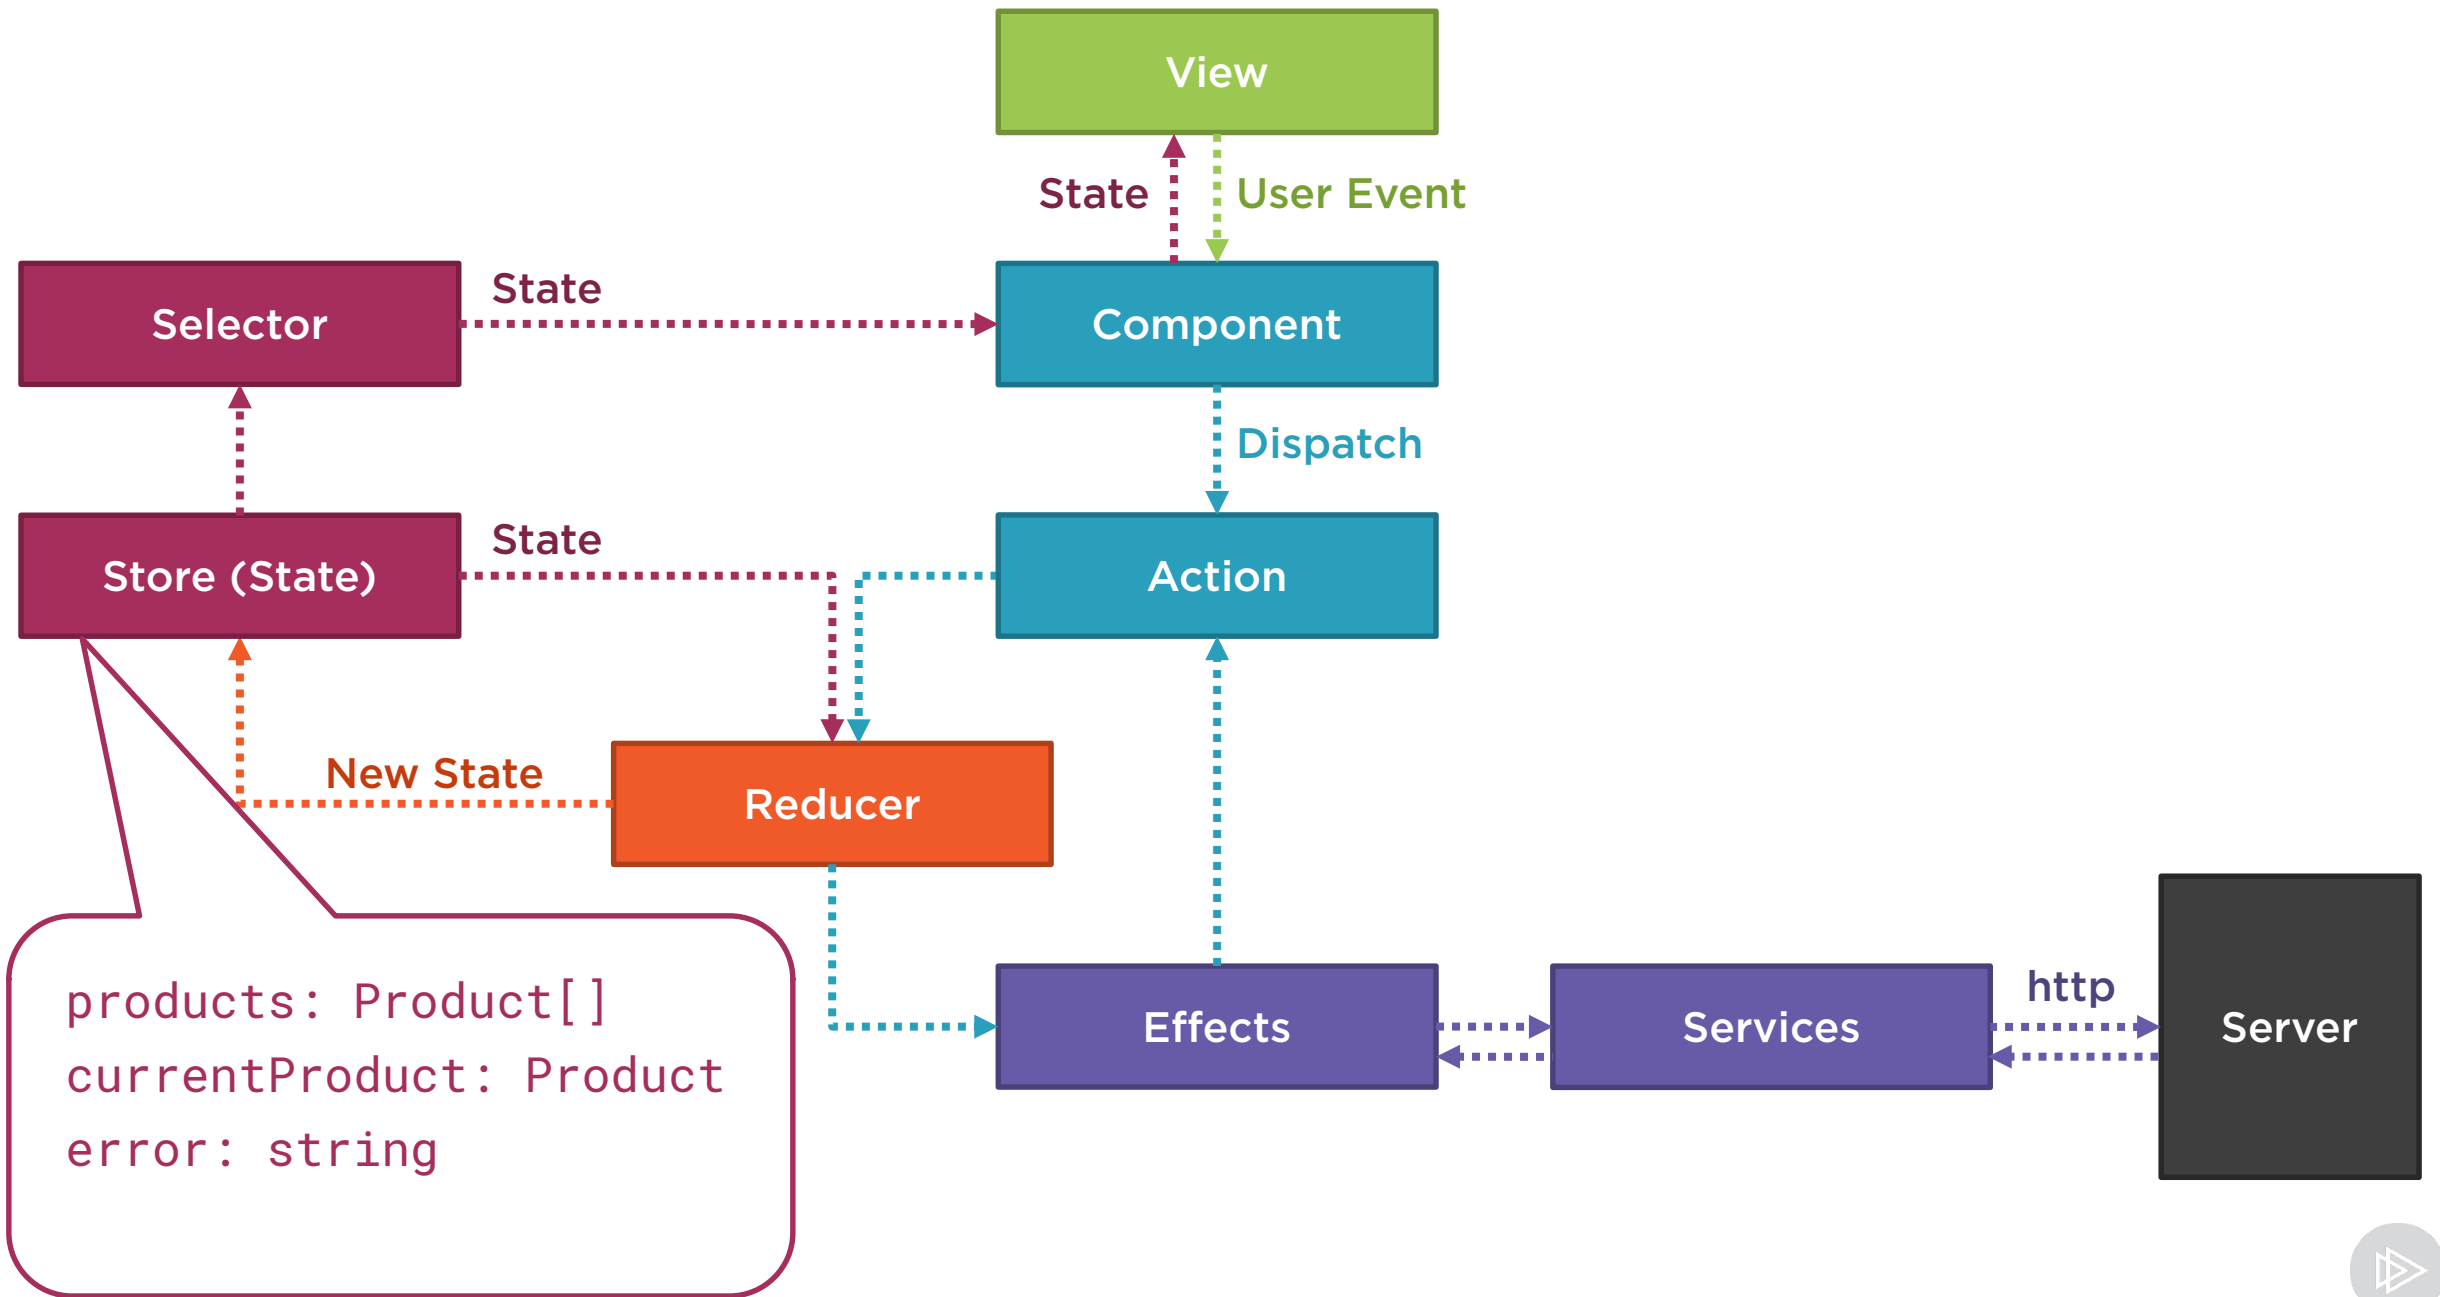 View
State
User Event
Selector
State
Component
Dispatch
Store (State)
State
Action
New State
Reducer
products: Product[]
currentProduct: Product
error: string
Effects
Services
http
Server